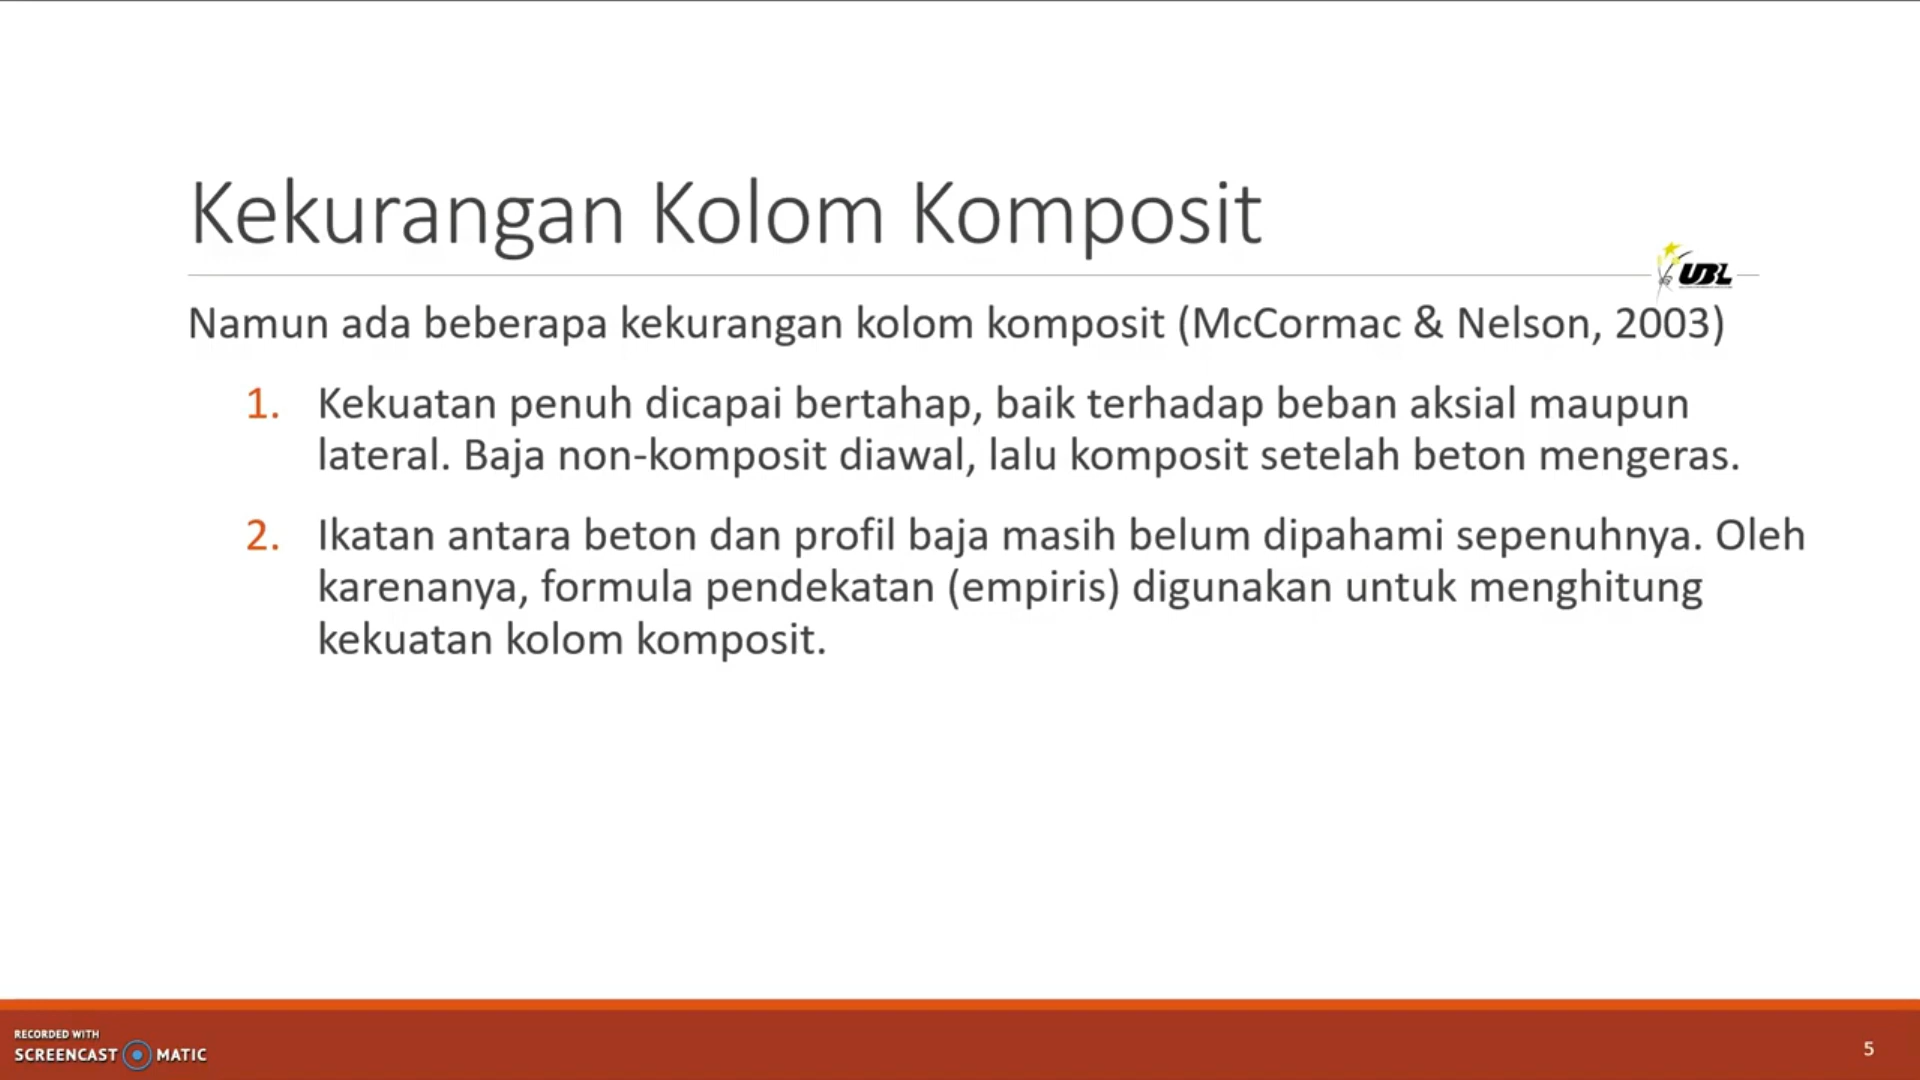 Kekurangan Kolom Komposit
UBL
Namun ada beberapa kekurangan kolom komposit (McCormac & Nelson, 2003)
1. Kekuatan penuh dicapai bertahap, baik terhadap beban aksial maupun
lateral. Baja non-komposit diawal, lalu komposit setelah beton mengeras.
2. Ikatan antara beton dan profil baja masih belum dipahami sepenuhnya. Oleh
karenanya, formula pendekatan (empiris) digunakan untuk menghitung
kekuatan kolom komposit.
RECORDED WITH
SCREENCAST MATIC
5